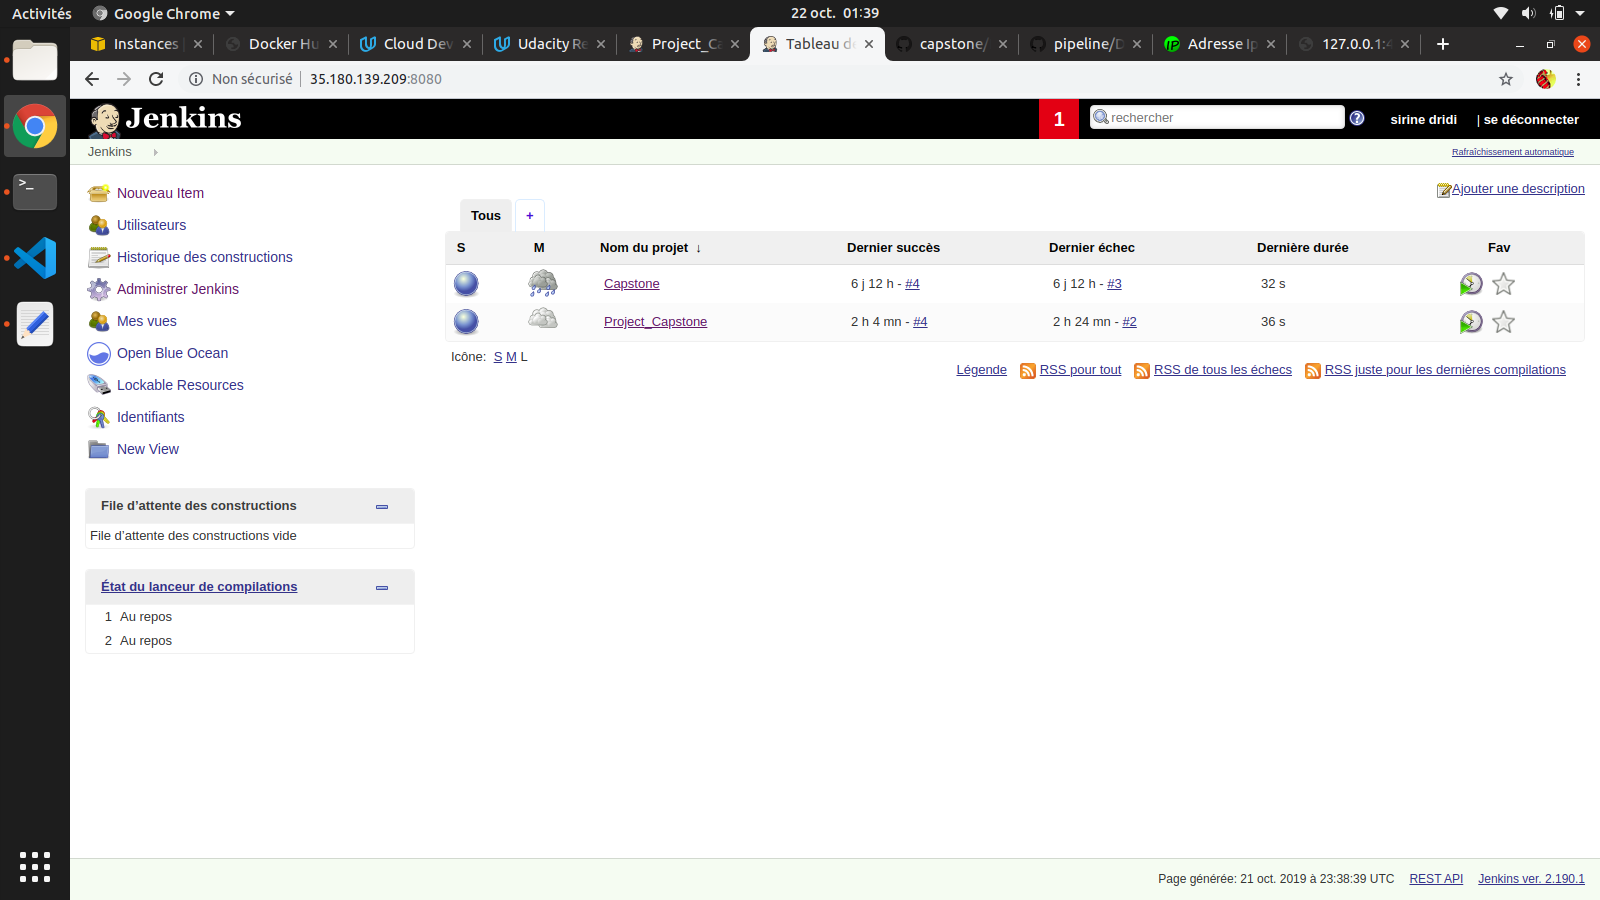 Activités Google Chrome 22 oct. 01:39
Instances Docker Hu Cloud Dev Udacity Re Project_Ca Tableau de capstone/ pipeline/D Adresse Ip 127.0.0.1:4
Non sécurisé 35.180.139.209:8080
Jenkins 1 rechercher sirine dridi | se déconnecter
Jenkins Rafraîchissement automatique
Ajouter une description
Nouveau Item
Utilisateurs
Historique des constructions
Administrer Jenkins
Mes vues
Open Blue Ocean
Lockable Resources
Identifiants
New View
File d’attente des constructions
File d’attente des constructions vide
État du lanceur de compilations
1 Au repos
2 Au repos
Tous +
S M Nom du projet ↓ Dernier succès Dernier échec Dernière durée Fav
Capstone 6 j 12 h - #4 6 j 12 h - #3 32 s
Project_Capstone 2 h 4 mn - #4 2 h 24 mn - #2 36 s
Icône: S M L
Légende RSS pour tout RSS de tous les échecs RSS juste pour les dernières compilations
Page générée: 21 oct. 2019 à 23:38:39 UTC REST API Jenkins ver. 2.190.1